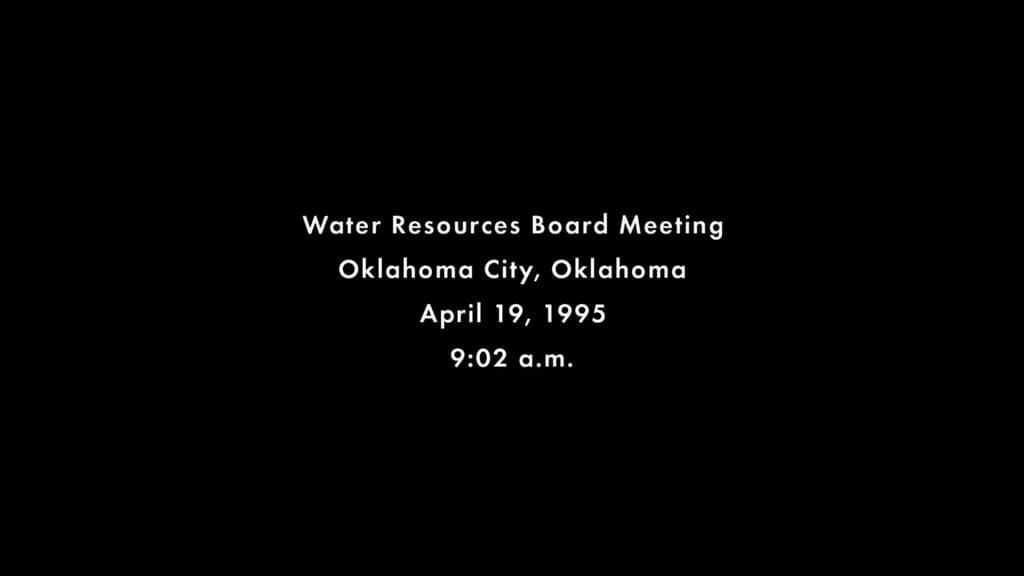 Water Resources Board Meeting
Oklahoma City, Oklahoma
April 19, 1995
9:02 a.m.